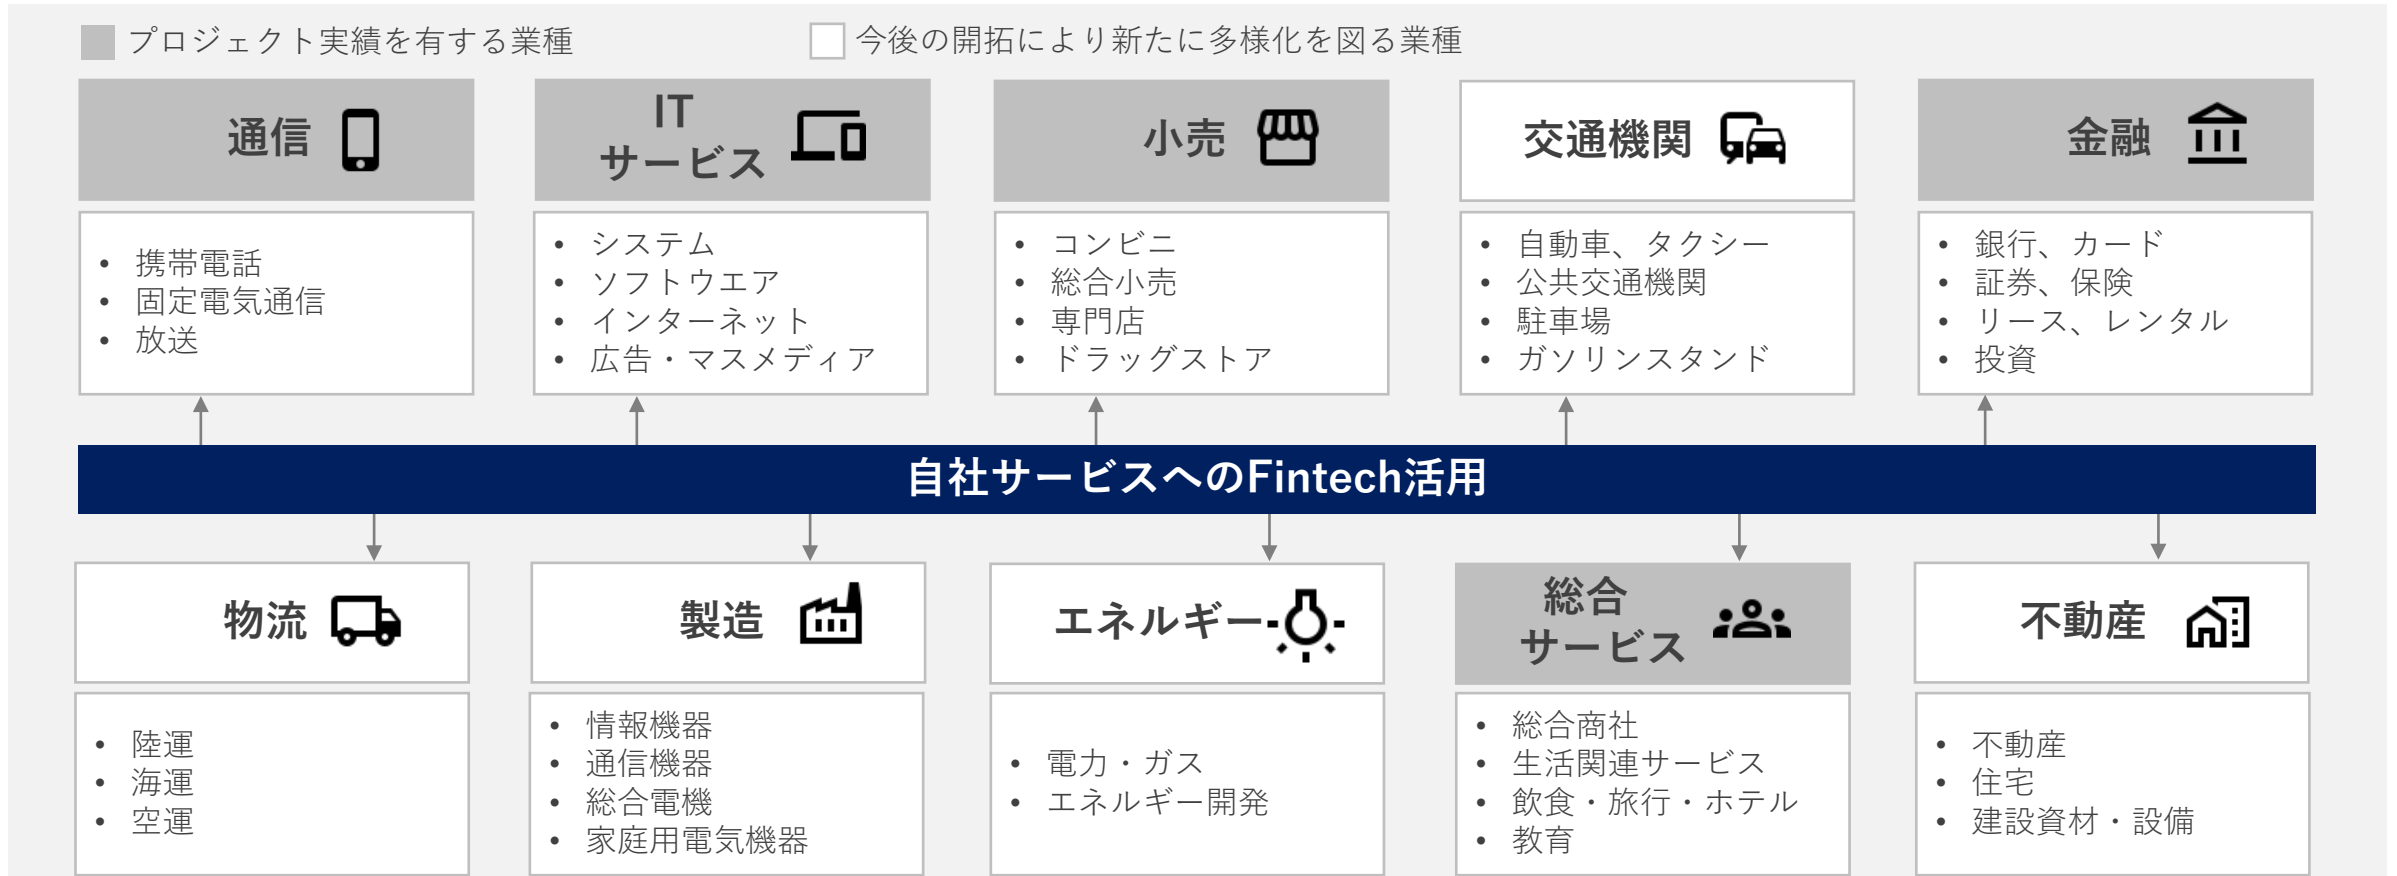 プロジェクト実績を有する業種
今後の開拓により新たに多様化を図る業種
通信
• 携帯電話
• 固定電気通信
• 放送
IT
サービス
• システム
• ソフトウエア
• インターネット
• 広告・マスメディア
小売
• コンビニ
• 総合小売
• 専門店
• ドラッグストア
交通機関
• 自動車、タクシー
• 公共交通機関
• 駐車場
• ガソリンスタンド
金融
• 銀行、カード
• 証券、保険
• リース、レンタル
• 投資
自社サービスへのFintech活用
物流
• 陸運
• 海運
• 空運
製造
• 情報機器
• 通信機器
• 総合電機
• 家庭用電気機器
エネルギー
• 電力・ガス
• エネルギー開発
総合
サービス
• 総合商社
• 生活関連サービス
• 飲食・旅行・ホテル
• 教育
不動産
• 不動産
• 住宅
• 建設資材・設備